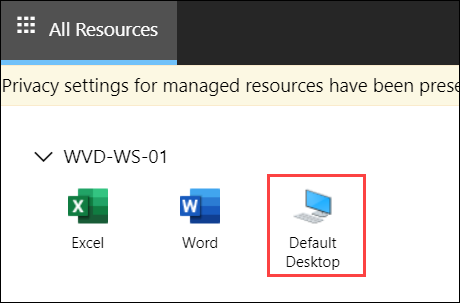 All Resources
Privacy settings for managed resources have been prese
WVD-WS-01
Excel
Word
Default
Desktop